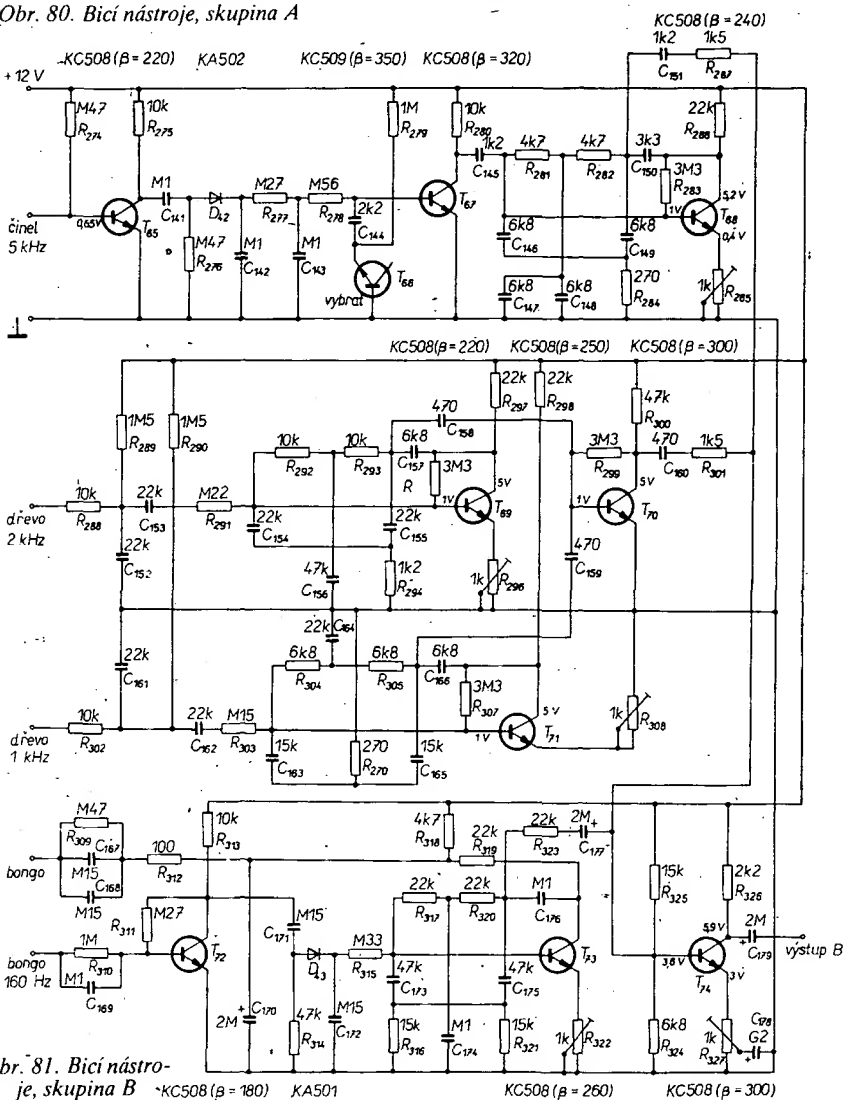 Obr. 80. Bicí nástroje, skupina A
KC508 (β = 240)
1k2 1k5
C151 R287
KC508 (β = 220) KA502 KC509 (β = 350) KC508 (β = 320)
+12 V
M47 10k 1M 10k 22k
R274 R275 R279 R280 R286
1k2 4k7 4k7 3k3
C145 R281 R282 C150
3M3
R283
M1 M27 M56
C141 D42 R277 R278
2k2
C144
T67
5,2V
1V T68
0,4V
činel
5 kHz
0,65V T65
M47 M1 M1
R276 C142 C143
T66
vybrat
6k8 6k8
C146 C149
6k8 6k8 270
C147 C148 R284
1k R285
KC508 (β = 220) KC508 (β = 250) KC508 (β = 300)
22k 22k 47k
R297 R298 R300
1M5 1M5
R289 R290
470
C158
10k 10k 6k8
R292 R293 C157
3M3
R
3M3 470 1k5
R299 C160 R301
5V 5V
dřevo
2 kHz
10k 22k M22
R288 C153 R291
1V T69
1V T70
22k 22k
C154 C155
22k
C152
47k
C156
1k2
R294
1k R296
470
C159
22k C164
22k
C161
6k8 6k8 6k8
R304 R305 C166
3M3
R307
5V
1V T71
1k R308
dřevo
1 kHz
10k 22k M15
R302 C162 R303
15k 270 15k
C163 R270 C165
M47
R309
C167
M15
C168
M15
bongo
100
R312
10k
R313
4k7
R318
22k
R319
22k 2M +
R323 C177
M27
R311
M15
C171
22k 22k M1
R317 R320 C176
15k 2k2
R325 R326
5,9V 2M
+ C179
výstup B
bongo
160 Hz
1M
R310
M1
C169
T72
D43
M33
R315
T73
3,8V
T74 3V
47k 47k
C173 C175
2M + C170
47k M15
R314 C172
15k M1 15k
R316 C174 R321
1k R322
6k8
R324
1k
R327
C178
G2
+
br. 81. Bicí nástro-
je, skupina B
KC508 (β = 180) KA501 KC508 (β = 260) KC508 (β = 300)